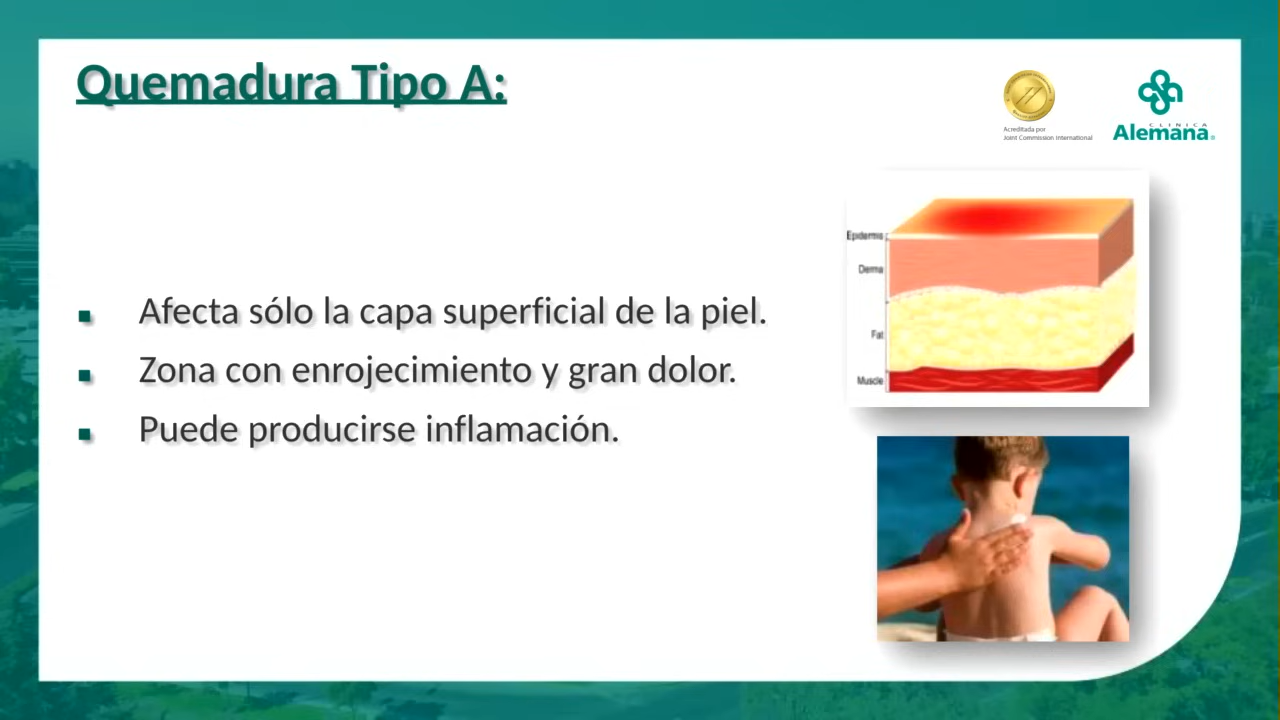 Quemadura Tipo A:
Acreditada por
Joint Commission International
CLINICA
Alemana
Afecta sólo la capa superficial de la piel.
Zona con enrojecimiento y gran dolor.
Puede producirse inflamación.
Epidermis
Derma
Fat
Muscle